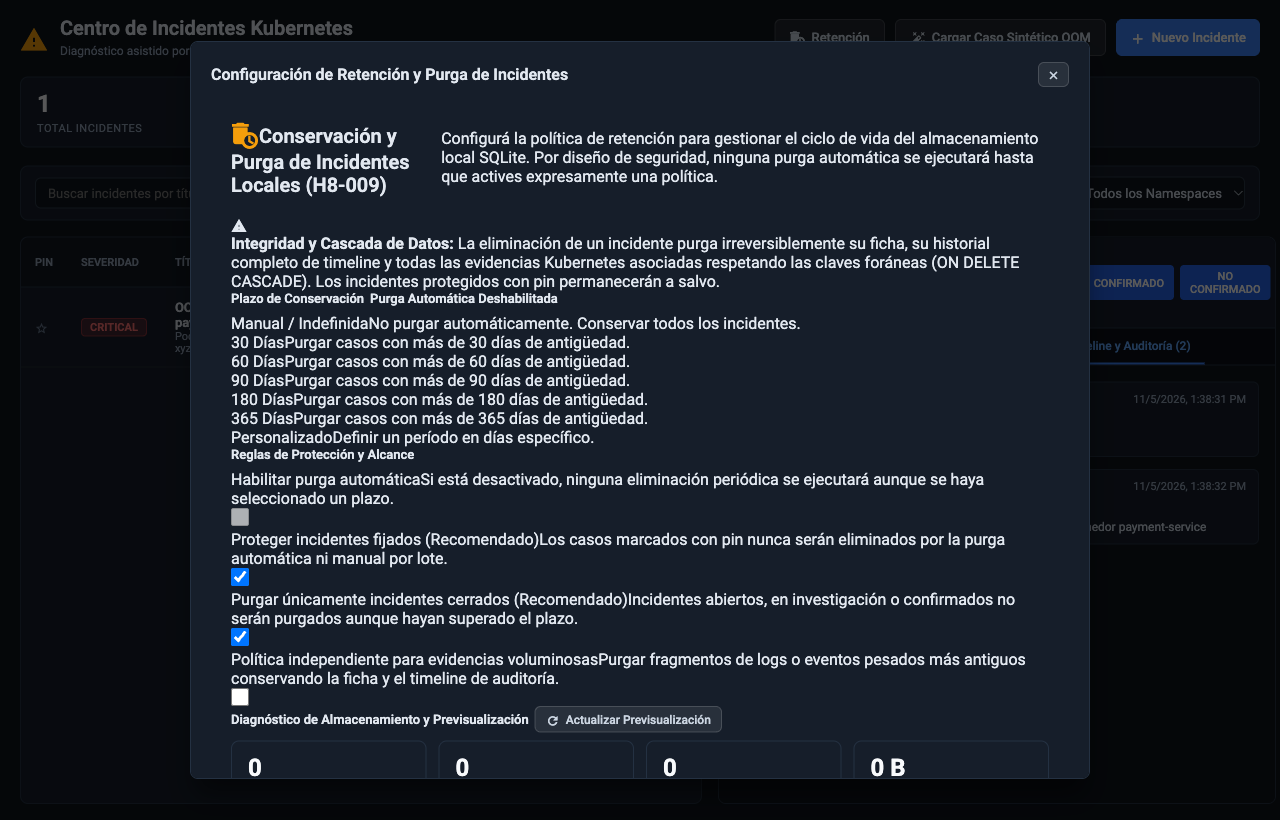 Centro de Incidentes Kubernetes
Diagnóstico asistido por
Retención
Cargar Caso Sintético OOM
+ Nuevo Incidente
Configuración de Retención y Purga de Incidentes
×
1
TOTAL INCIDENTES
Conservación y
Purga de Incidentes
Locales (H8-009)
Configurá la política de retención para gestionar el ciclo de vida del almacenamiento
local SQLite. Por diseño de seguridad, ninguna purga automática se ejecutará hasta
que actives expresamente una política.
Buscar incidentes por
Todos los Namespaces
Integridad y Cascada de Datos: La eliminación de un incidente purga irreversiblemente su ficha, su historial
completo de timeline y todas las evidencias Kubernetes asociadas respetando las claves foráneas (ON DELETE
CASCADE). Los incidentes protegidos con pin permanecerán a salvo.
PIN
SEVERIDAD
CONFIRMADO
NO
CONFIRMADO
Plazo de Conservación Purga Automática Deshabilitada
Manual / IndefinidaNo purgar automáticamente. Conservar todos los incidentes.
30 DíasPurgar casos con más de 30 días de antigüedad.
60 DíasPurgar casos con más de 60 días de antigüedad.
90 DíasPurgar casos con más de 90 días de antigüedad.
180 DíasPurgar casos con más de 180 días de antigüedad.
365 DíasPurgar casos con más de 365 días de antigüedad.
PersonalizadoDefinir un período en días específico.
CRITICAL
y Auditoría (2)
11/5/2026, 1:38:31 PM
Reglas de Protección y Alcance
Habilitar purga automáticaSi está desactivado, ninguna eliminación periódica se ejecutará aunque se haya
seleccionado un plazo.
11/5/2026, 1:38:32 PM
payment-service
Proteger incidentes fijados (Recomendado)Los casos marcados con pin nunca serán eliminados por la purga
automática ni manual por lote.
Purgar únicamente incidentes cerrados (Recomendado)Incidentes abiertos, en investigación o confirmados no
serán purgados aunque hayan superado el plazo.
Política independiente para evidencias voluminosasPurgar fragmentos de logs o eventos pesados más antiguos
conservando la ficha y el timeline de auditoría.
Diagnóstico de Almacenamiento y Previsualización
Actualizar Previsualización
0
0
0
0 B